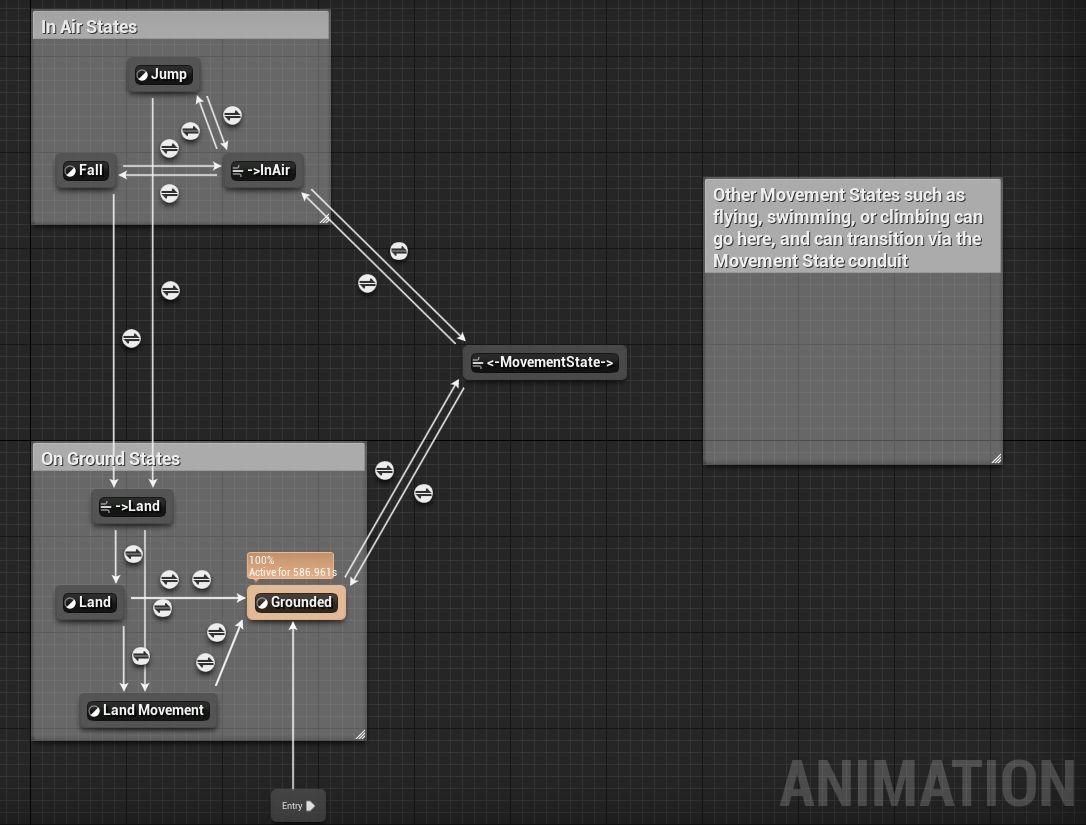 In Air States
Jump
Fall
->InAir
Other Movement States such as
flying, swimming, or climbing can
go here, and can transition via the
Movement State conduit
<-MovementState->
On Ground States
->Land
100%
Active for 586.961s
Land
Grounded
Land Movement
Entry
ANIMATION